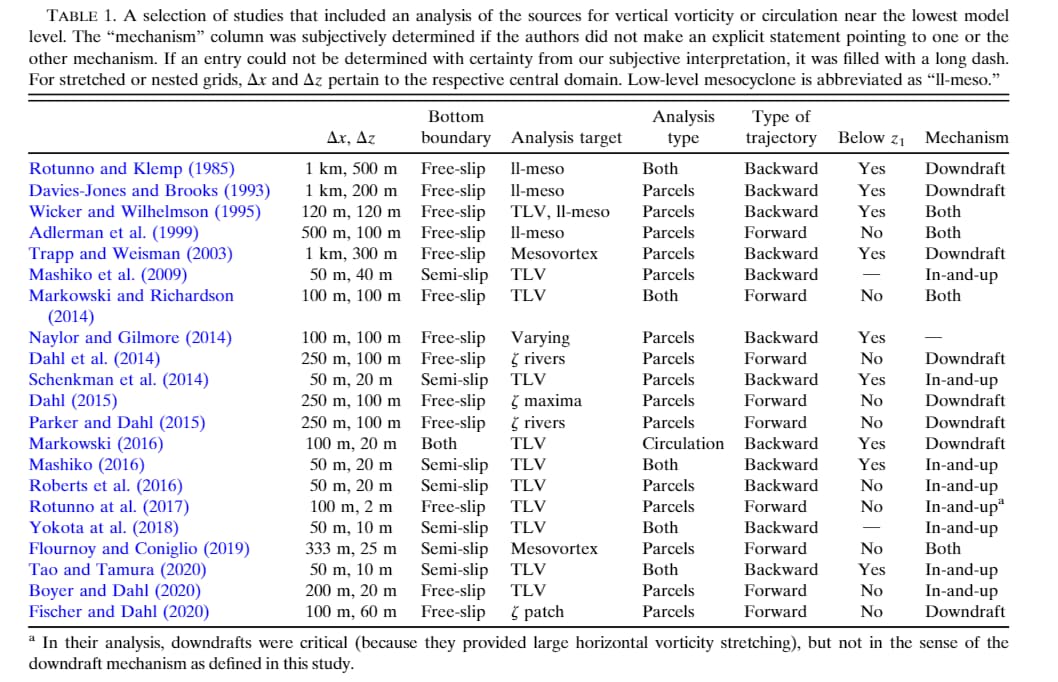 TABLE 1. A selection of studies that included an analysis of the sources for vertical vorticity or circulation near the lowest model
level. The “mechanism” column was subjectively determined if the authors did not make an explicit statement pointing to one or the
other mechanism. If an entry could not be determined with certainty from our subjective interpretation, it was filled with a long dash.
For stretched or nested grids, Δx and Δz pertain to the respective central domain. Low-level mesocyclone is abbreviated as “ll-meso.”
Δx, Δz Bottom boundary Analysis target Analysis type Type of trajectory Below z₁ Mechanism
Rotunno and Klemp (1985) 1 km, 500 m Free-slip ll-meso Both Backward Yes Downdraft
Davies-Jones and Brooks (1993) 1 km, 200 m Free-slip ll-meso Parcels Backward Yes Downdraft
Wicker and Wilhelmson (1995) 120 m, 120 m Free-slip TLV, ll-meso Parcels Backward Yes Both
Adlerman et al. (1999) 500 m, 100 m Free-slip ll-meso Parcels Forward No Both
Trapp and Weisman (2003) 1 km, 300 m Free-slip Mesovortex Parcels Backward Yes Downdraft
Mashiko et al. (2009) 50 m, 40 m Semi-slip TLV Parcels Backward — In-and-up
Markowski and Richardson 100 m, 100 m Free-slip TLV Both Forward No Both
(2014)
Naylor and Gilmore (2014) 100 m, 100 m Free-slip Varying Parcels Backward Yes —
Dahl et al. (2014) 250 m, 100 m Free-slip ζ rivers Parcels Forward No Downdraft
Schenkman et al. (2014) 50 m, 20 m Semi-slip TLV Parcels Backward Yes In-and-up
Dahl (2015) 250 m, 100 m Free-slip ζ maxima Parcels Forward No Downdraft
Parker and Dahl (2015) 250 m, 100 m Free-slip ζ rivers Parcels Forward No Downdraft
Markowski (2016) 100 m, 20 m Both TLV Circulation Backward Yes Downdraft
Mashiko (2016) 50 m, 20 m Semi-slip TLV Both Backward Yes In-and-up
Roberts et al. (2016) 50 m, 20 m Semi-slip TLV Parcels Backward No In-and-up
Rotunno at al. (2017) 100 m, 2 m Free-slip TLV Parcels Forward No In-and-upᵃ
Yokota at al. (2018) 50 m, 10 m Semi-slip TLV Both Backward — In-and-up
Flournoy and Coniglio (2019) 333 m, 25 m Semi-slip Mesovortex Parcels Forward No Both
Tao and Tamura (2020) 50 m, 10 m Semi-slip TLV Both Backward Yes In-and-up
Boyer and Dahl (2020) 200 m, 20 m Free-slip TLV Parcels Forward No In-and-up
Fischer and Dahl (2020) 100 m, 60 m Free-slip ζ patch Parcels Forward No Downdraft
ᵃ In their analysis, downdrafts were critical (because they provided large horizontal vorticity stretching), but not in the sense of the
downdraft mechanism as defined in this study.